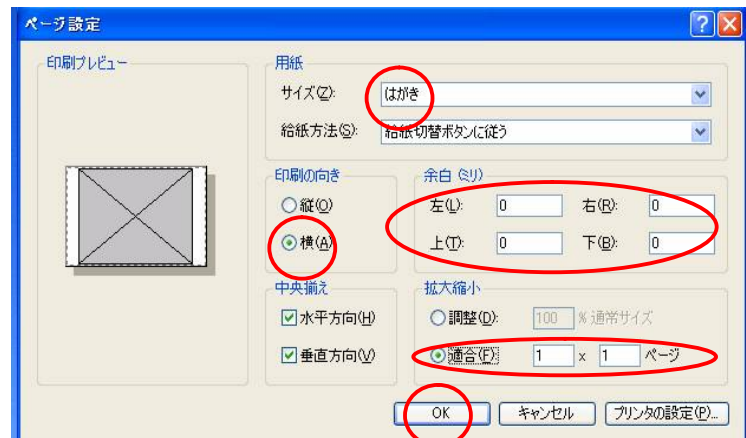 ページ設定
印刷プレビュー
用紙
サイズ(Z): はがき
給紙方法(S): 給紙切替ボタンに従う
印刷の向き
縦(O)
横(A)
余白 (ミリ)
左(L): 0 右(R): 0
上(T): 0 下(B): 0
中央揃え
水平方向(H)
垂直方向(V)
拡大縮小
調整(D): 100 % 通常サイズ
適合(F): 1 x 1 ページ
OK キャンセル プリンタの設定(P)...